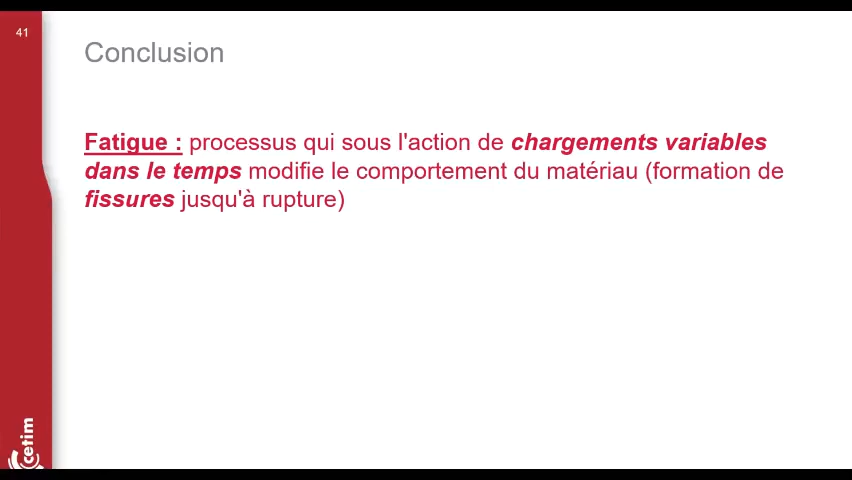 41
Conclusion
Fatigue : processus qui sous l'action de chargements variables
dans le temps modifie le comportement du matériau (formation de
fissures jusqu'à rupture)
cetim